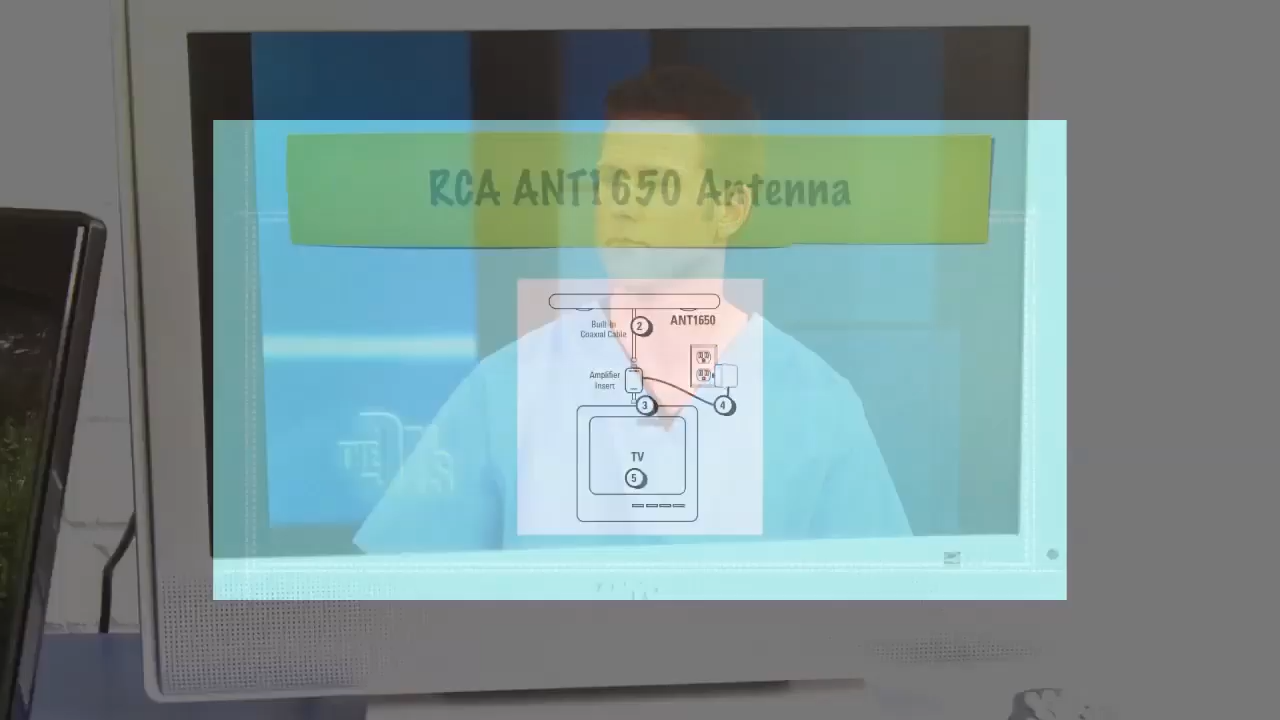 RCA ANT1650 Antenna
Built-In
Coaxial Cable
2
ANT1650
Amplifier
Insert
3
4
TV
5